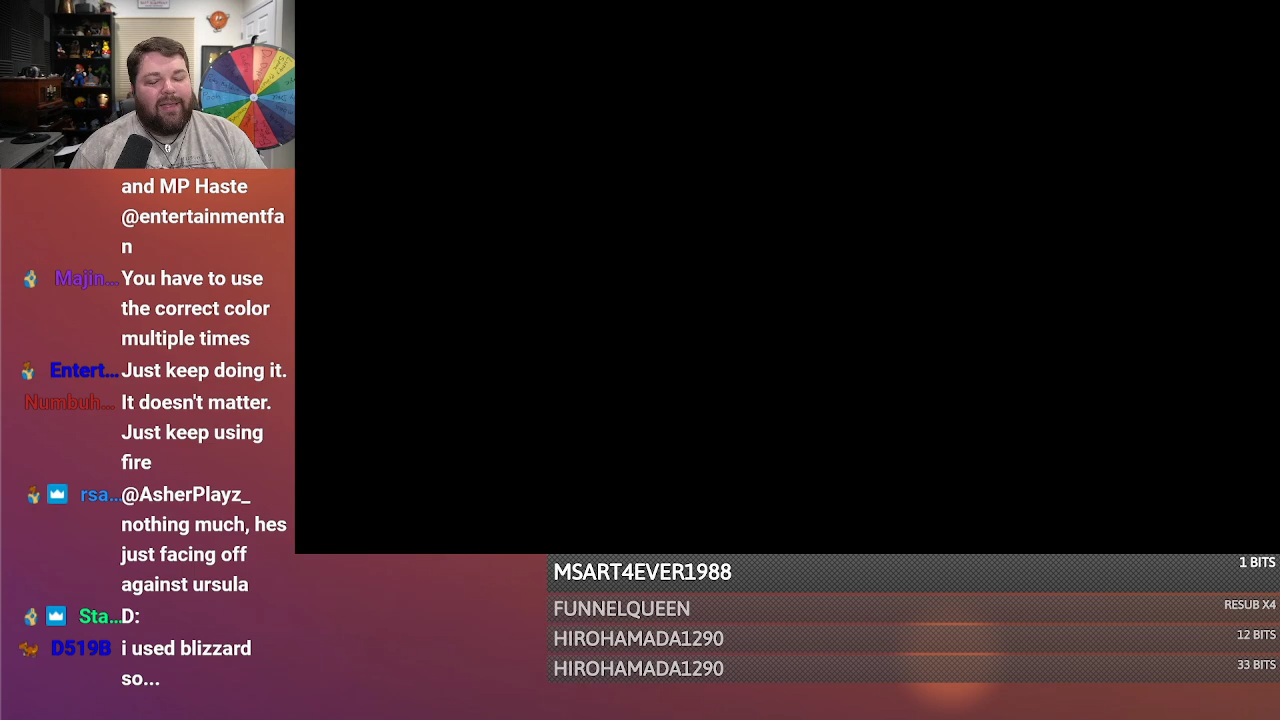 and MP Haste
@entertainmentfa
n
Majin... You have to use
the correct color
multiple times
Entert... Just keep doing it.
Numbuh... It doesn't matter.
Just keep using
fire
rsa... @AsherPlayz_
nothing much, hes
just facing off
against ursula
Sta... D:
D519B i used blizzard
so...
MSART4EVER1988 1 BITS
FUNNELQUEEN RESUB X4
HIROHAMADA1290 12 BITS
HIROHAMADA1290 33 BITS